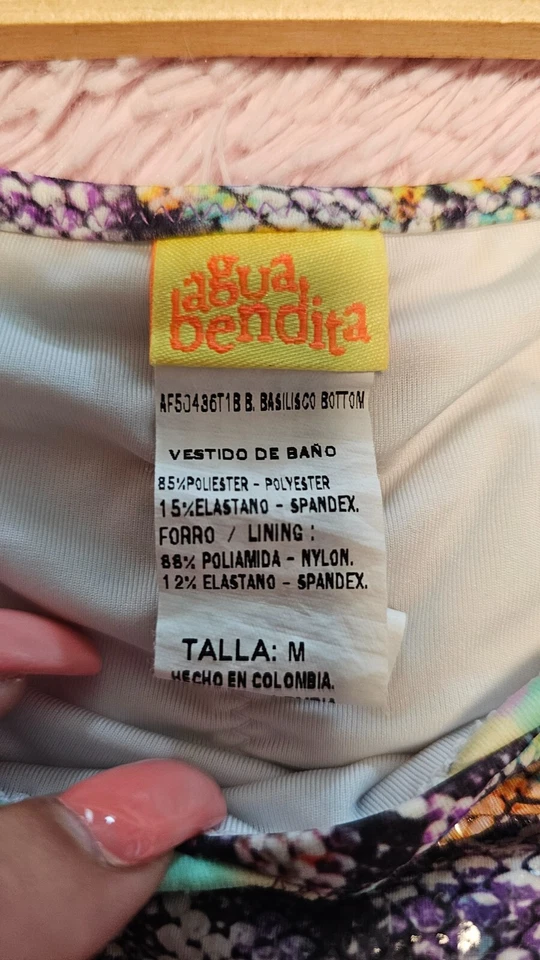 agua
bendita
AF50436T1B B. BASILISCO BOTTOM
VESTIDO DE BAÑO
85%POLIESTER - POLYESTER
15%ELASTANO - SPANDEX.
FORRO / LINING :
88% POLIAMIDA - NYLON.
12% ELASTANO - SPANDEX.
TALLA: M
HECHO EN COLOMBIA.